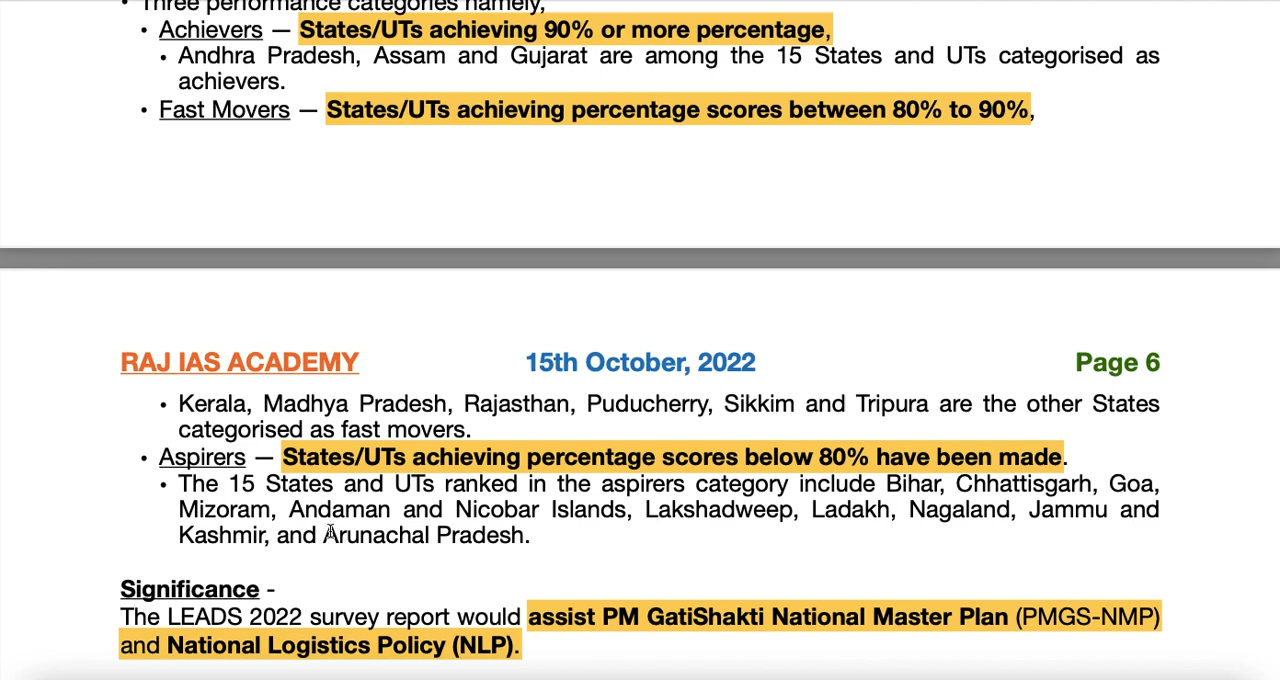 • Three performance categories namely,
• Achievers — States/UTs achieving 90% or more percentage,
• Andhra Pradesh, Assam and Gujarat are among the 15 States and UTs categorised as
achievers.
• Fast Movers — States/UTs achieving percentage scores between 80% to 90%,
RAJ IAS ACADEMY 15th October, 2022 Page 6
• Kerala, Madhya Pradesh, Rajasthan, Puducherry, Sikkim and Tripura are the other States
categorised as fast movers.
• Aspirers — States/UTs achieving percentage scores below 80% have been made.
• The 15 States and UTs ranked in the aspirers category include Bihar, Chhattisgarh, Goa,
Mizoram, Andaman and Nicobar Islands, Lakshadweep, Ladakh, Nagaland, Jammu and
Kashmir, and Arunachal Pradesh.
Significance -
The LEADS 2022 survey report would assist PM GatiShakti National Master Plan (PMGS-NMP)
and National Logistics Policy (NLP).